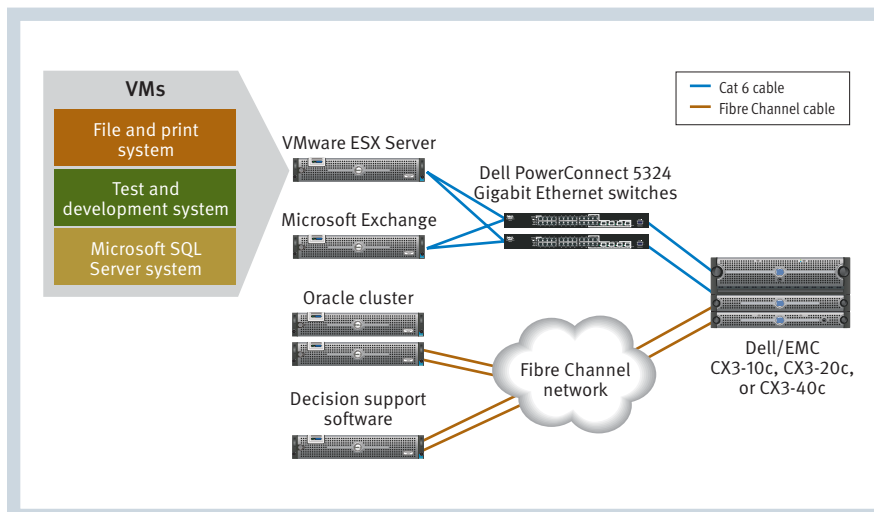 VMs
File and print
system
Test and
development system
Microsoft SQL
Server system
VMware ESX Server
Microsoft Exchange
Oracle cluster
Decision support
software
Dell PowerConnect 5324
Gigabit Ethernet switches
Cat 6 cable
Fibre Channel cable
Fibre Channel
network
Dell/EMC
CX3-10c, CX3-20c,
or CX3-40c